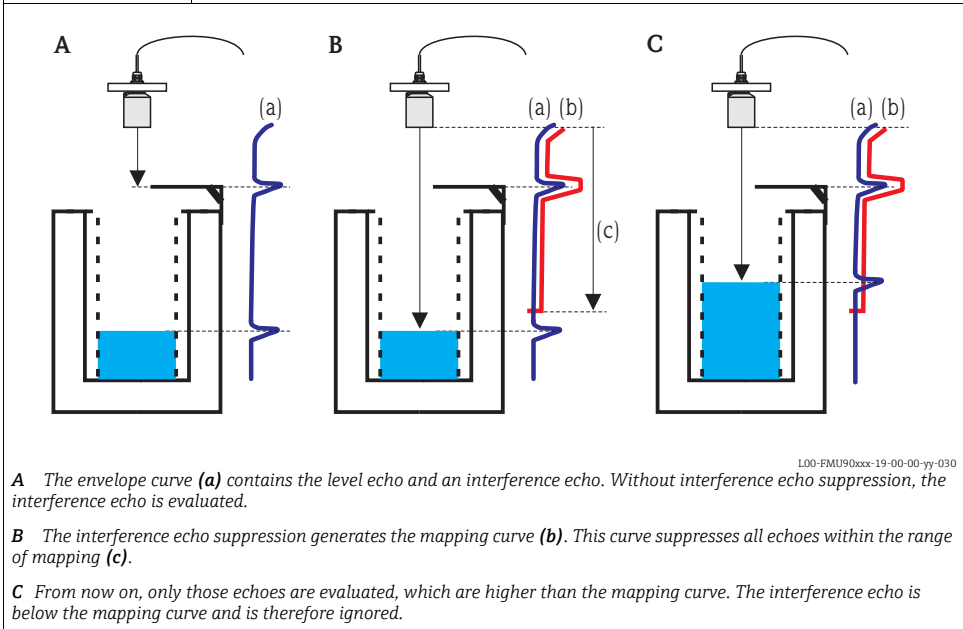 A
B
C
(a)
(a) (b)
(a) (b)
(c)
L00-FMU90xxx-19-00-00-yy-030
A The envelope curve (a) contains the level echo and an interference echo. Without interference echo suppression, the
interference echo is evaluated.
B The interference echo suppression generates the mapping curve (b). This curve suppresses all echoes within the range
of mapping (c).
C From now on, only those echoes are evaluated, which are higher than the mapping curve. The interference echo is
below the mapping curve and is therefore ignored.